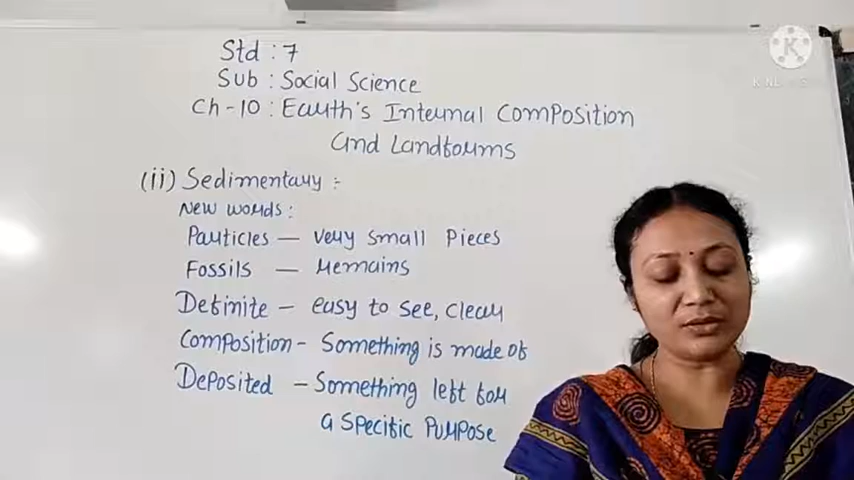 Std : 7
Sub : Social Science
Ch-10 : Earth's Internal Composition
and Landforms
(ii) Sedimentary :
New words :
Particles — very small Pieces
Fossils — remains
Definite — easy to see, clear
Composition - Something is made of
Deposited — Something left for
a Specific Purpose
K